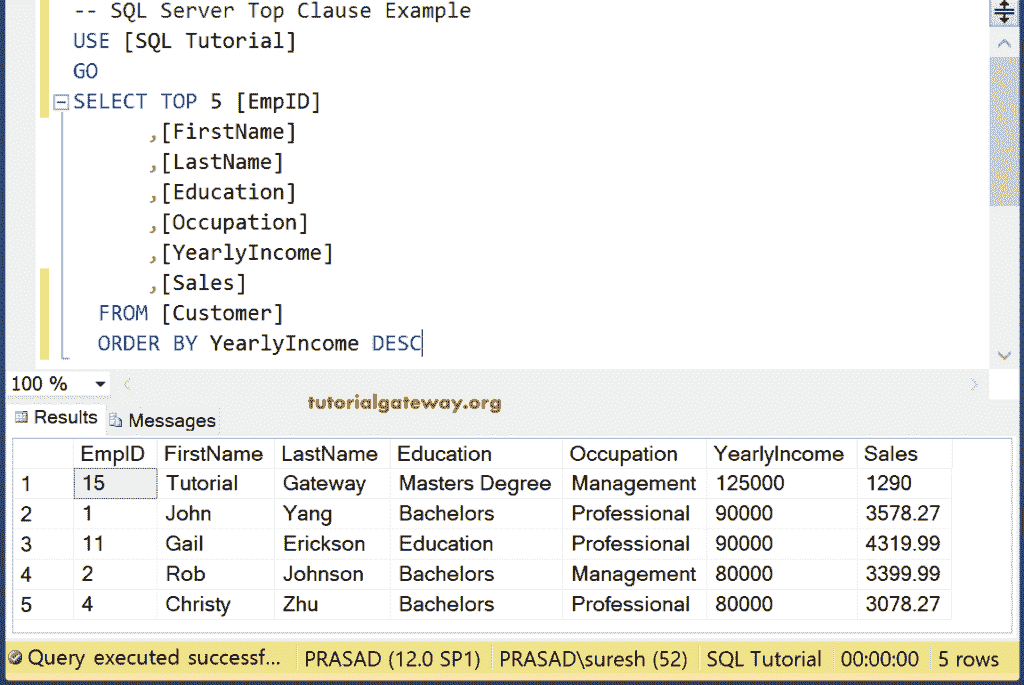 -- SQL Server Top Clause Example
USE [SQL Tutorial]
GO
SELECT TOP 5 [EmpID]
,[FirstName]
,[LastName]
,[Education]
,[Occupation]
,[YearlyIncome]
,[Sales]
FROM [Customer]
ORDER BY YearlyIncome DESC
100 %
tutorialgateway.org
Results Messages
EmpID FirstName LastName Education Occupation YearlyIncome Sales
1 15 Tutorial Gateway Masters Degree Management 125000 1290
2 1 John Yang Bachelors Professional 90000 3578.27
3 11 Gail Erickson Education Professional 90000 4319.99
4 2 Rob Johnson Bachelors Management 80000 3399.99
5 4 Christy Zhu Bachelors Professional 80000 3078.27
Query executed successf... PRASAD (12.0 SP1) PRASAD\suresh (52) SQL Tutorial 00:00:00 5 rows